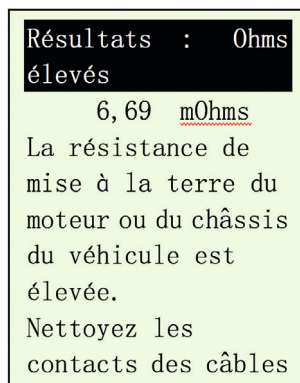 Résultats : Ohms
élevés
6,69 mOhms
La résistance de
mise à la terre du
moteur ou du châssis
du véhicule est
élevée.
Nettoyez les
contacts des câbles